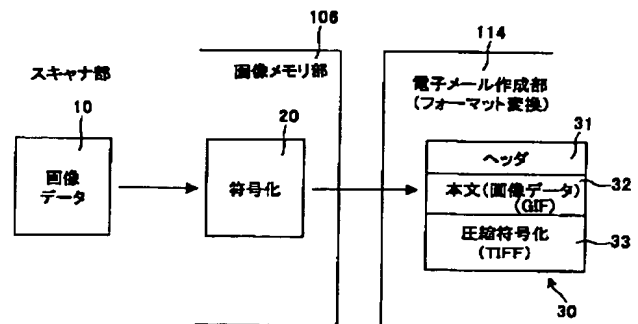 106
114
スキャナ部
画像メモリ部
電子メール作成部
(フォーマット変換)
10
20
31
ヘッダ
32
画像
データ
符号化
本文(画像データ)
(GIF)
圧縮符号化
(TIFF)
33
30